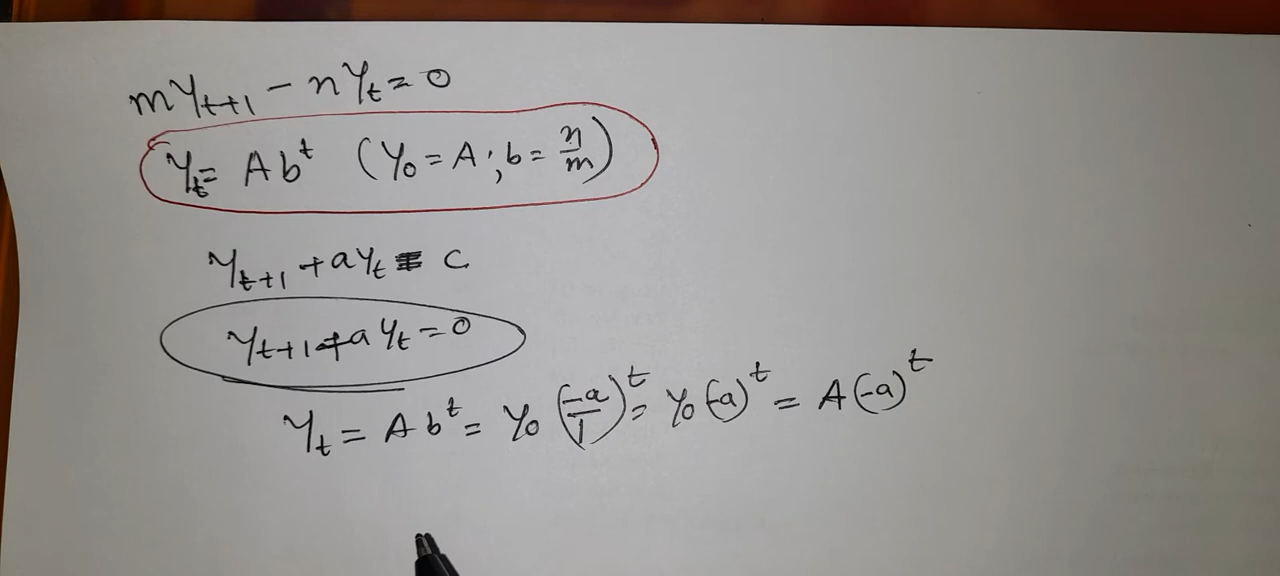 my_{t+1} - ny_t = 0
y_t = Ab^t (y_0 = A; b = n/m)
y_{t+1} + ay_t = c
y_{t+1} + ay_t = 0
y_t = Ab^t = y_0 (-a/1)^t = y_0 (-a)^t = A(-a)^t